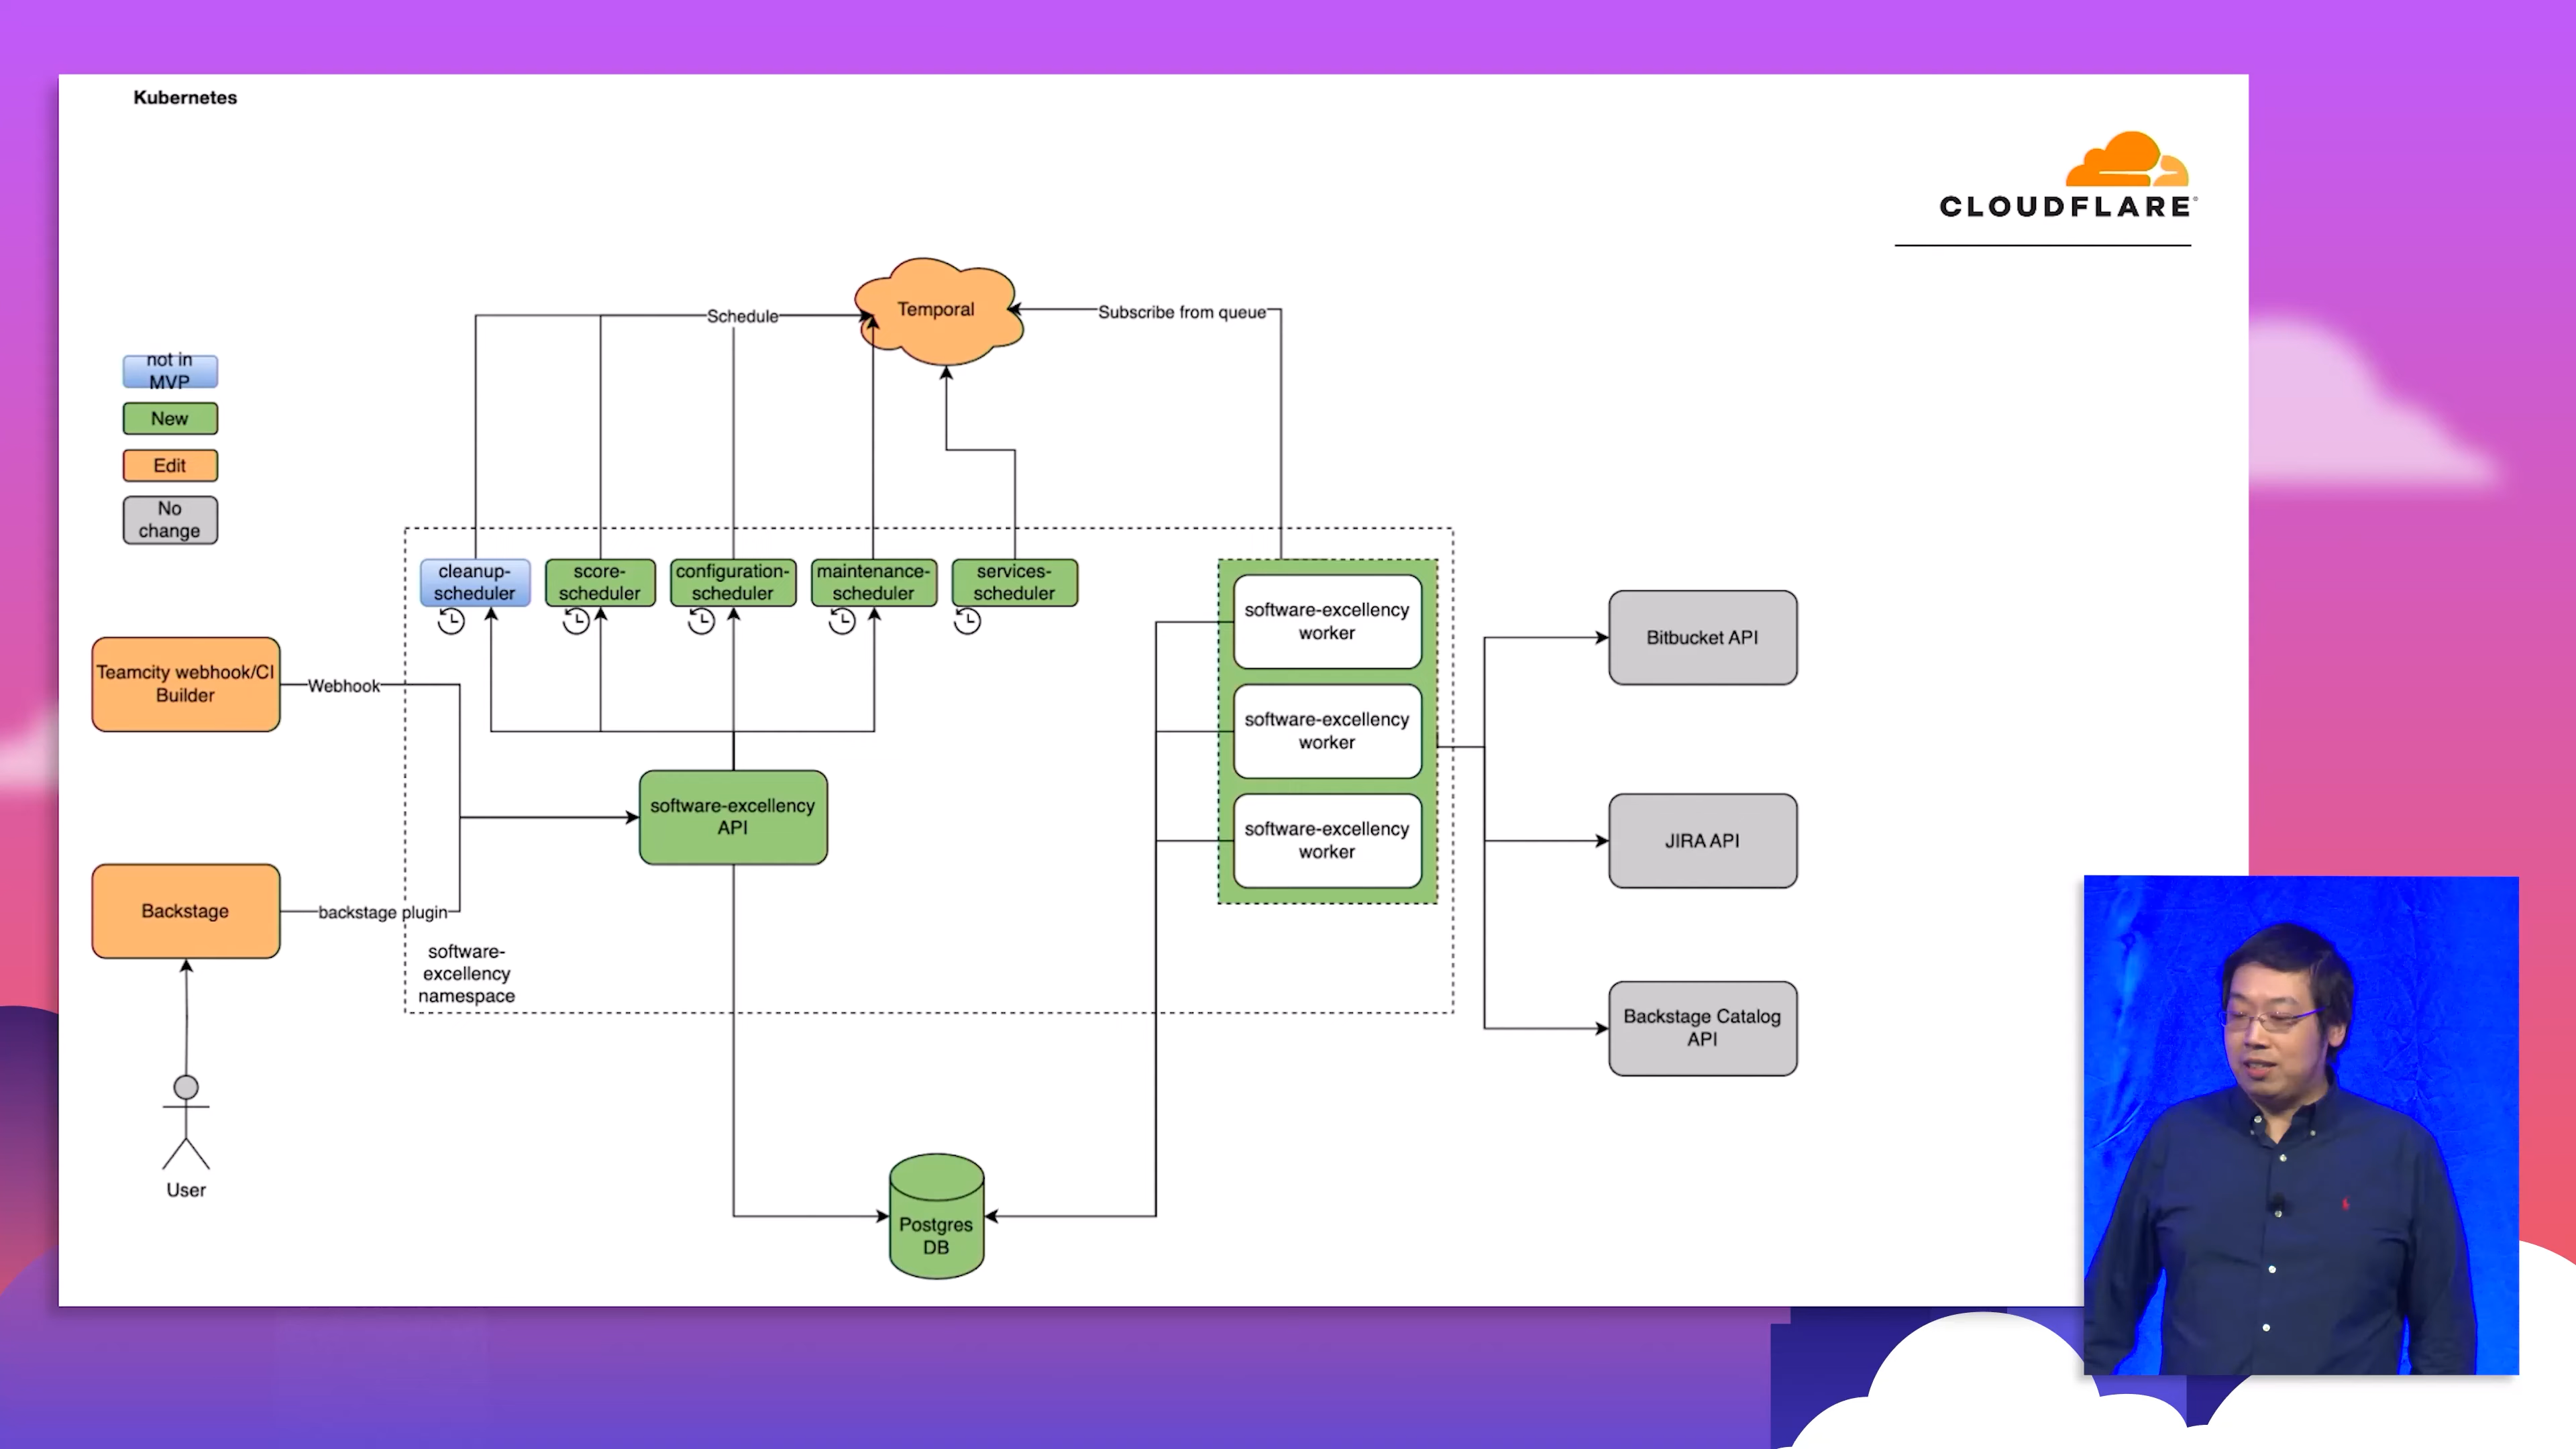 Kubernetes
CLOUDFLARE
Temporal
Schedule
Subscribe from queue
not in
MVP
New
Edit
No
change
cleanup-
scheduler
score-
scheduler
configuration-
scheduler
maintenance-
scheduler
services-
scheduler
software-excellency
worker
software-excellency
worker
software-excellency
worker
Bitbucket API
JIRA API
Backstage Catalog
API
Teamcity webhook/CI
Builder
Webhook
software-excellency
API
Backstage
backstage plugin
software-
excellency
namespace
User
Postgres
DB